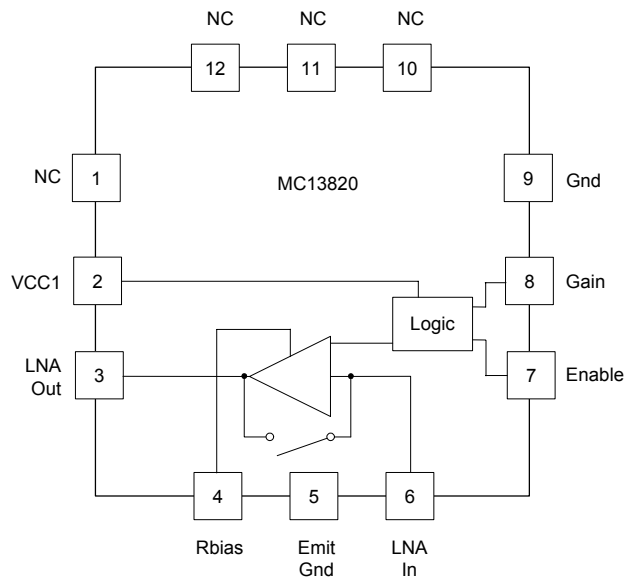 NC NC NC
12 11 10
NC 1 MC13820 9 Gnd
VCC1 2 8 Gain
Logic
LNA
Out
3 7 Enable
4 5 6
Rbias Emit
Gnd
LNA
In